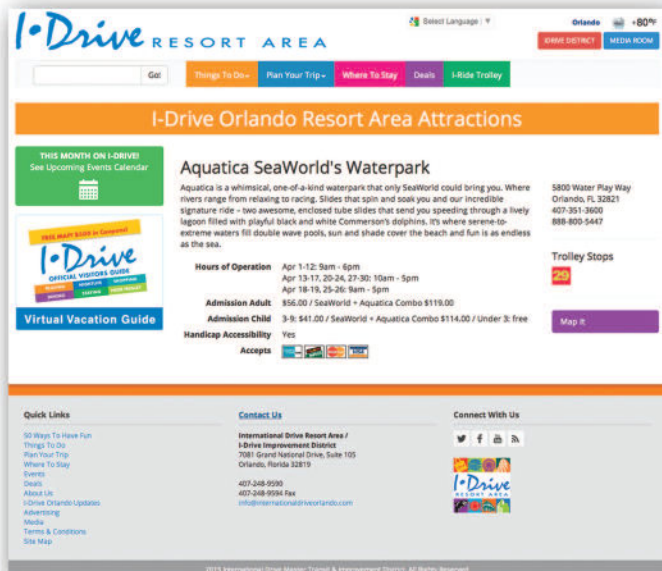 I•Drive RESORT AREA
Select Language | ▼
Orlando +80°F
IDRIVE DISTRICT MEDIA ROOM
Go!
Things To Do Plan Your Trip Where To Stay Deals I-Ride Trolley
I-Drive Orlando Resort Area Attractions
THIS MONTH ON I-DRIVE!
See Upcoming Events Calendar
I•Drive
OFFICIAL VISITORS GUIDE
Virtual Vacation Guide
Aquatica SeaWorld's Waterpark
Aquatica is a whimsical, one-of-a-kind waterpark that only SeaWorld could bring you. Where
rivers range from relaxing to racing. Slides that spin and soak you and our incredible
signature ride – two awesome, enclosed tube slides that send you speeding through a lively
lagoon filled with playful black and white Commerson's dolphins. It's where serene-to-
extreme waters fill double wave pools, sun and shade cover the beach and fun is as endless
as the sea.
Hours of Operation Apr 1-12: 9am - 6pm
Apr 13-17, 20-24, 27-30: 10am - 5pm
Apr 18-19, 25-26: 9am - 5pm
Admission Adult $56.00 / SeaWorld + Aquatica Combo $119.00
Admission Child 3-9: $41.00 / SeaWorld + Aquatica Combo $114.00 / Under 3: free
Handicap Accessibility Yes
Accepts
5800 Water Play Way
Orlando, FL 32821
407-351-3600
888-800-5447
Trolley Stops
29
Map It
Quick Links
50 Ways To Have Fun
Things To Do
Plan Your Trip
Where To Stay
Events
Deals
About Us
I-Drive Orlando Updates
Advertising
Media
Terms & Conditions
Site Map
Contact Us
International Drive Resort Area /
I-Drive Improvement District
7081 Grand National Drive, Suite 105
Orlando, Florida 32819
407-248-9590
407-248-9594 Fax
info@internationaldriveorlando.com
Connect With Us
I•Drive
RESORT AREA
2015 International Drive Master Transit & Improvement District. All Rights Reserved